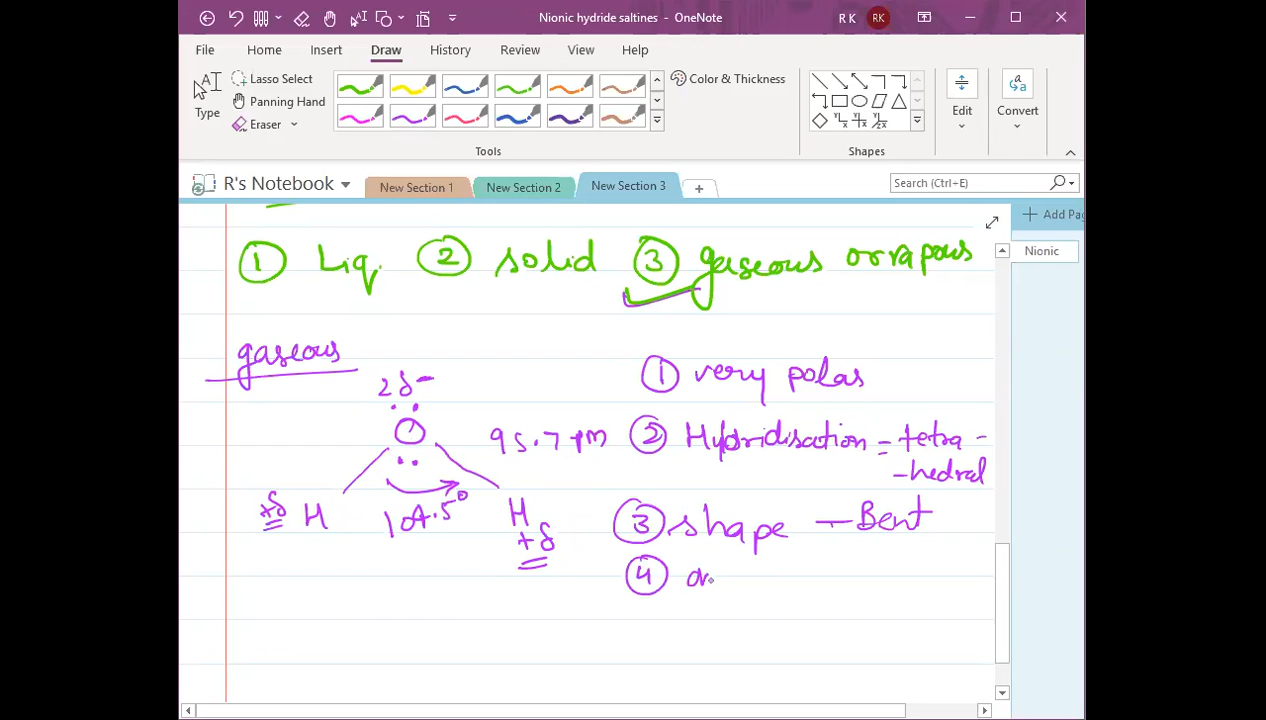 Nionic hydride saltines - OneNote
R K
RK
File Home Insert Draw History Review View Help
Type
Lasso Select
Panning Hand
Eraser
Color & Thickness
Edit
Convert
Tools
Shapes
R's Notebook
New Section 1
New Section 2
New Section 3
Search (Ctrl+E)
Add Pag
Nionic
① Liq. ② solid ③ gaseous or
gaseous
2δ-
O
H
+δ
104.5°
H
+δ
95.7 pm
① very polar
② Hybridisation = tetra-
-hedral
③ shape - Bent
④ or